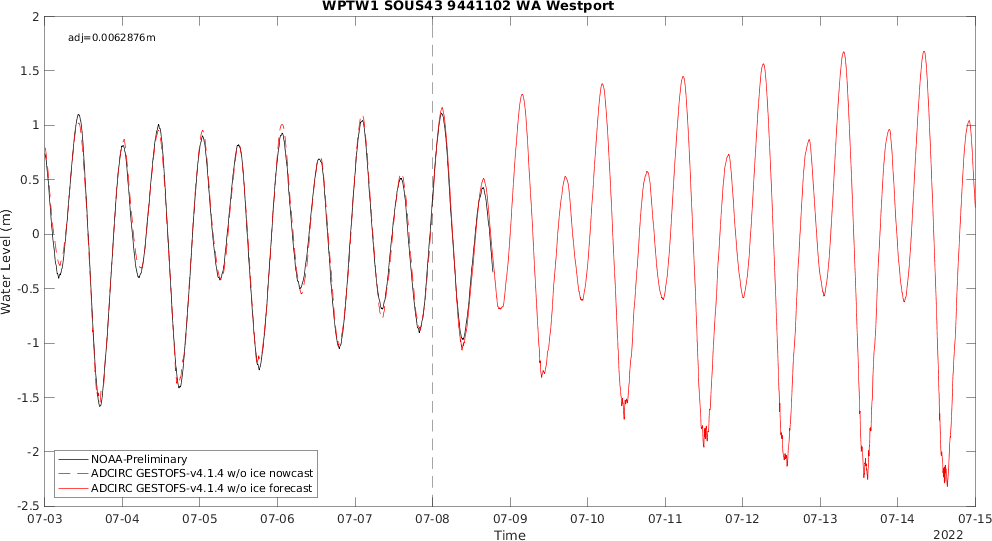 WPTW1 SOUS43 9441102 WA Westport
adj=0.0062876m
2
1.5
1
0.5
0
-0.5
-1
-1.5
-2
-2.5
Water Level (m)
NOAA-Preliminary
ADCIRC GESTOFS-v4.1.4 w/o ice nowcast
ADCIRC GESTOFS-v4.1.4 w/o ice forecast
07-03 07-04 07-05 07-06 07-07 07-08 07-09 07-10 07-11 07-12 07-13 07-14 07-15
Time
2022